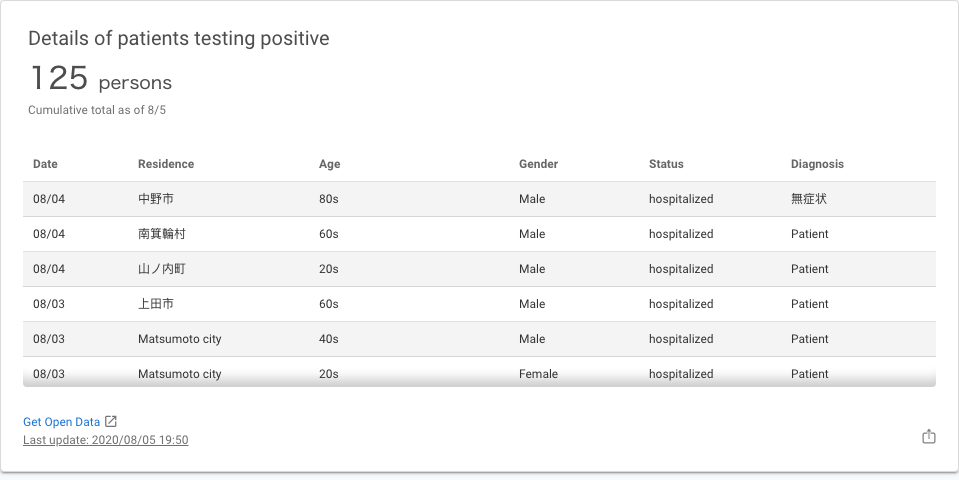 Details of patients testing positive
125 persons
Cumulative total as of 8/5
Date Residence Age Gender Status Diagnosis
08/04 中野市 80s Male hospitalized 無症状
08/04 南箕輪村 60s Male hospitalized Patient
08/04 山ノ内町 20s Male hospitalized Patient
08/03 上田市 60s Male hospitalized Patient
08/03 Matsumoto city 40s Male hospitalized Patient
08/03 Matsumoto city 20s Female hospitalized Patient
Get Open Data
Last update: 2020/08/05 19:50